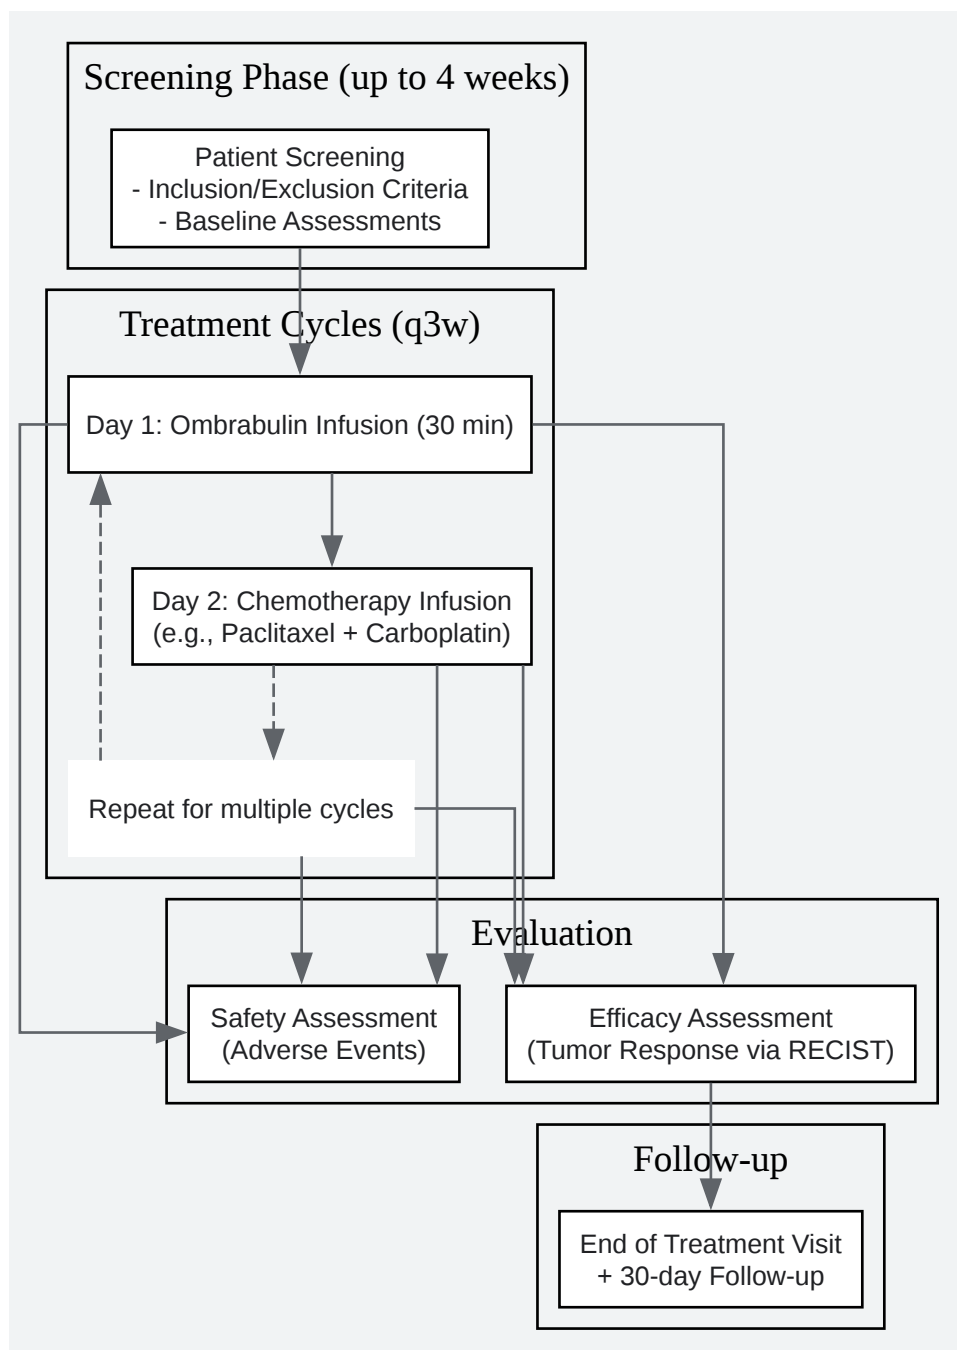 Screening Phase (up to 4 weeks)
Patient Screening
- Inclusion/Exclusion Criteria
- Baseline Assessments
Treatment Cycles (q3w)
Day 1: Ombrabulin Infusion (30 min)
Day 2: Chemotherapy Infusion
(e.g., Paclitaxel + Carboplatin)
Repeat for multiple cycles
Evaluation
Safety Assessment
(Adverse Events)
Efficacy Assessment
(Tumor Response via RECIST)
Follow-up
End of Treatment Visit
+ 30-day Follow-up